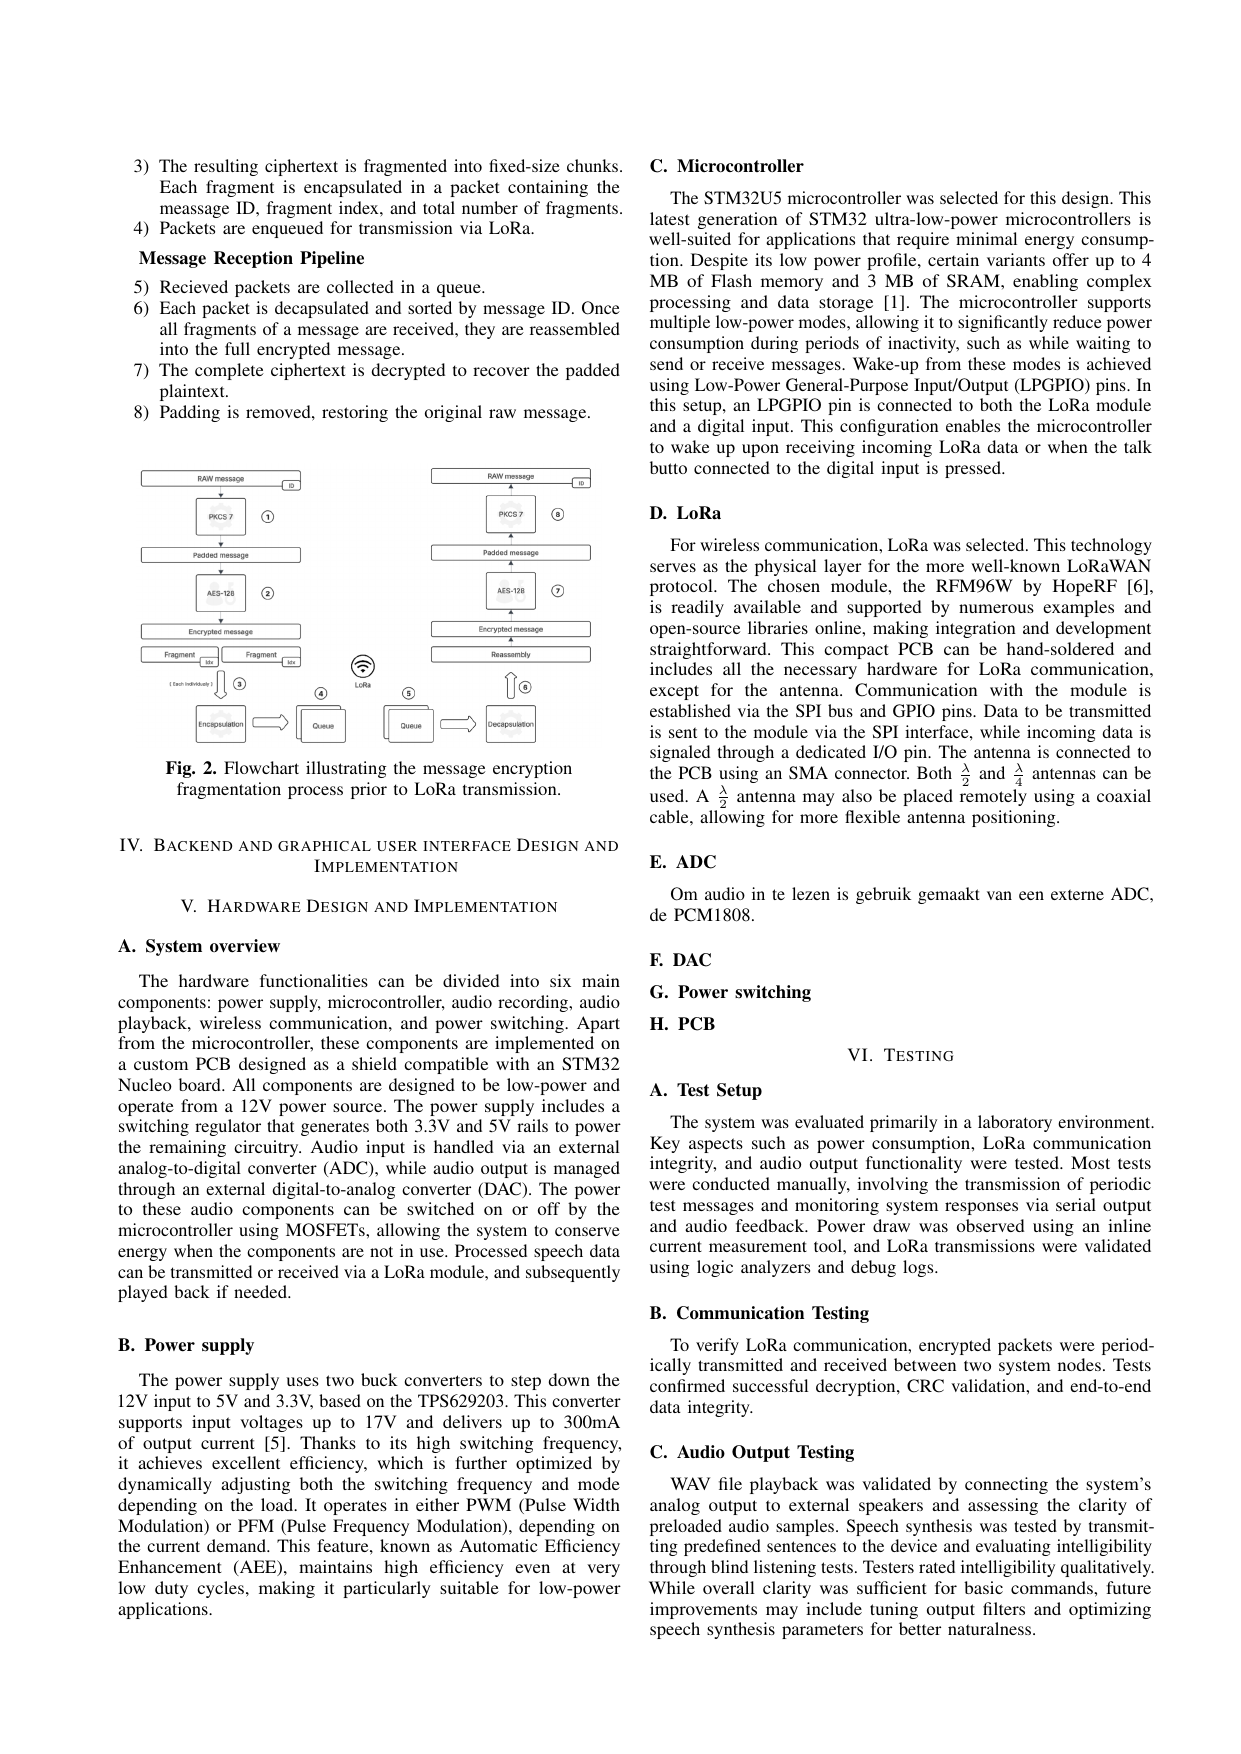 3) The resulting ciphertext is fragmented into fixed-size chunks.
Each fragment is encapsulated in a packet containing the
meassage ID, fragment index, and total number of fragments.
4) Packets are enqueued for transmission via LoRa.
Message Reception Pipeline
5) Recieved packets are collected in a queue.
6) Each packet is decapsulated and sorted by message ID. Once
all fragments of a message are received, they are reassembled
into the full encrypted message.
7) The complete ciphertext is decrypted to recover the padded
plaintext.
8) Padding is removed, restoring the original raw message.
RAW message
ID
PKCS 7
1
Padded message
AES-128
2
Encrypted message
Fragment
Idx
Fragment
Idx
( Each individually )
3
Encapsulation
4
Queue
LoRa
5
Queue
RAW message
ID
PKCS 7
8
Padded message
AES-128
7
Encrypted message
Reassembly
6
Decapsulation
Fig. 2. Flowchart illustrating the message encryption
fragmentation process prior to LoRa transmission.
IV. BACKEND AND GRAPHICAL USER INTERFACE DESIGN AND
IMPLEMENTATION
V. HARDWARE DESIGN AND IMPLEMENTATION
A. System overview
The hardware functionalities can be divided into six main
components: power supply, microcontroller, audio recording, audio
playback, wireless communication, and power switching. Apart
from the microcontroller, these components are implemented on
a custom PCB designed as a shield compatible with an STM32
Nucleo board. All components are designed to be low-power and
operate from a 12V power source. The power supply includes a
switching regulator that generates both 3.3V and 5V rails to power
the remaining circuitry. Audio input is handled via an external
analog-to-digital converter (ADC), while audio output is managed
through an external digital-to-analog converter (DAC). The power
to these audio components can be switched on or off by the
microcontroller using MOSFETs, allowing the system to conserve
energy when the components are not in use. Processed speech data
can be transmitted or received via a LoRa module, and subsequently
played back if needed.
B. Power supply
The power supply uses two buck converters to step down the
12V input to 5V and 3.3V, based on the TPS629203. This converter
supports input voltages up to 17V and delivers up to 300mA
of output current [5]. Thanks to its high switching frequency,
it achieves excellent efficiency, which is further optimized by
dynamically adjusting both the switching frequency and mode
depending on the load. It operates in either PWM (Pulse Width
Modulation) or PFM (Pulse Frequency Modulation), depending on
the current demand. This feature, known as Automatic Efficiency
Enhancement (AEE), maintains high efficiency even at very
low duty cycles, making it particularly suitable for low-power
applications.
C. Microcontroller
The STM32U5 microcontroller was selected for this design. This
latest generation of STM32 ultra-low-power microcontrollers is
well-suited for applications that require minimal energy consump-
tion. Despite its low power profile, certain variants offer up to 4
MB of Flash memory and 3 MB of SRAM, enabling complex
processing and data storage [1]. The microcontroller supports
multiple low-power modes, allowing it to significantly reduce power
consumption during periods of inactivity, such as while waiting to
send or receive messages. Wake-up from these modes is achieved
using Low-Power General-Purpose Input/Output (LPGPIO) pins. In
this setup, an LPGPIO pin is connected to both the LoRa module
and a digital input. This configuration enables the microcontroller
to wake up upon receiving incoming LoRa data or when the talk
butto connected to the digital input is pressed.
D. LoRa
For wireless communication, LoRa was selected. This technology
serves as the physical layer for the more well-known LoRaWAN
protocol. The chosen module, the RFM96W by HopeRF [6],
is readily available and supported by numerous examples and
open-source libraries online, making integration and development
straightforward. This compact PCB can be hand-soldered and
includes all the necessary hardware for LoRa communication,
except for the antenna. Communication with the module is
established via the SPI bus and GPIO pins. Data to be transmitted
is sent to the module via the SPI interface, while incoming data is
signaled through a dedicated I/O pin. The antenna is connected to
the PCB using an SMA connector. Both λ/2 and λ/4 antennas can be
used. A λ/2 antenna may also be placed remotely using a coaxial
cable, allowing for more flexible antenna positioning.
E. ADC
Om audio in te lezen is gebruik gemaakt van een externe ADC,
de PCM1808.
F. DAC
G. Power switching
H. PCB
VI. TESTING
A. Test Setup
The system was evaluated primarily in a laboratory environment.
Key aspects such as power consumption, LoRa communication
integrity, and audio output functionality were tested. Most tests
were conducted manually, involving the transmission of periodic
test messages and monitoring system responses via serial output
and audio feedback. Power draw was observed using an inline
current measurement tool, and LoRa transmissions were validated
using logic analyzers and debug logs.
B. Communication Testing
To verify LoRa communication, encrypted packets were period-
ically transmitted and received between two system nodes. Tests
confirmed successful decryption, CRC validation, and end-to-end
data integrity.
C. Audio Output Testing
WAV file playback was validated by connecting the system's
analog output to external speakers and assessing the clarity of
preloaded audio samples. Speech synthesis was tested by transmit-
ting predefined sentences to the device and evaluating intelligibility
through blind listening tests. Testers rated intelligibility qualitatively.
While overall clarity was sufficient for basic commands, future
improvements may include tuning output filters and optimizing
speech synthesis parameters for better naturalness.